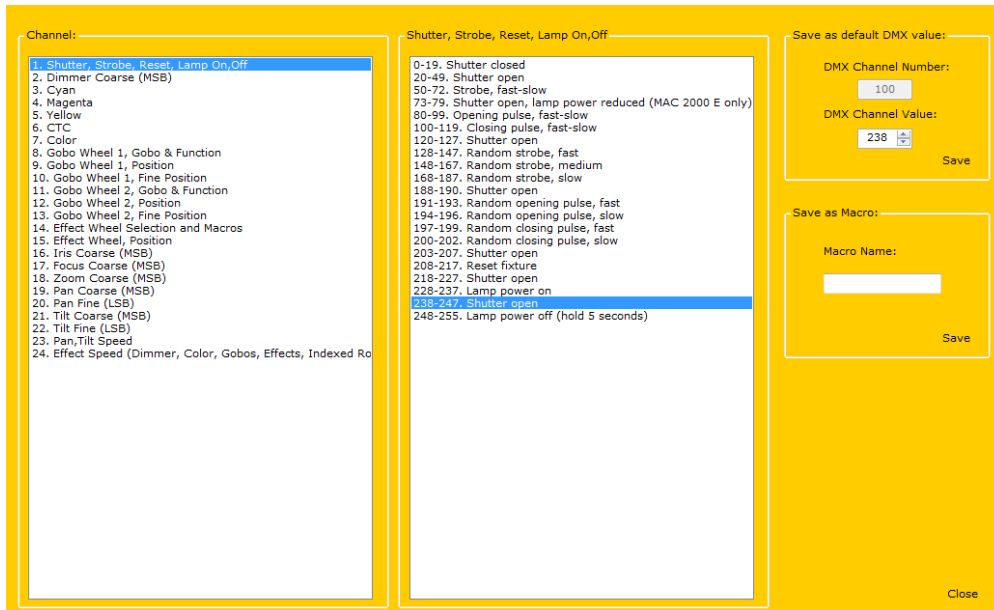 Channel:
1. Shutter, Strobe, Reset, Lamp On,Off
2. Dimmer Coarse (MSB)
3. Cyan
4. Magenta
5. Yellow
6. CTC
7. Color
8. Gobo Wheel 1, Gobo & Function
9. Gobo Wheel 1, Position
10. Gobo Wheel 1, Fine Position
11. Gobo Wheel 2, Gobo & Function
12. Gobo Wheel 2, Position
13. Gobo Wheel 2, Fine Position
14. Effect Wheel Selection and Macros
15. Effect Wheel, Position
16. Iris Coarse (MSB)
17. Focus Coarse (MSB)
18. Zoom Coarse (MSB)
19. Pan Coarse (MSB)
20. Pan Fine (LSB)
21. Tilt Coarse (MSB)
22. Tilt Fine (LSB)
23. Pan,Tilt Speed
24. Effect Speed (Dimmer, Color, Gobos, Effects, Indexed Ro
Shutter, Strobe, Reset, Lamp On,Off
0-19. Shutter closed
20-49. Shutter open
50-72. Strobe, fast-slow
73-79. Shutter open, lamp power reduced (MAC 2000 E only)
80-99. Opening pulse, fast-slow
100-119. Closing pulse, fast-slow
120-127. Shutter open
128-147. Random strobe, fast
148-167. Random strobe, medium
168-187. Random strobe, slow
188-190. Shutter open
191-193. Random opening pulse, fast
194-196. Random opening pulse, slow
197-199. Random closing pulse, fast
200-202. Random closing pulse, slow
203-207. Shutter open
208-217. Reset fixture
218-227. Shutter open
228-237. Lamp power on
238-247. Shutter open
248-255. Lamp power off (hold 5 seconds)
Save as default DMX value:
DMX Channel Number:
100
DMX Channel Value:
238
Save
Save as Macro:
Macro Name:
Save
Close